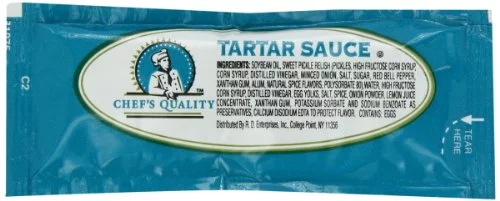 TARTAR SAUCE
INGREDIENTS: SOYBEAN OIL, SWEET PICKLE RELISH (PICKLES, HIGH FRUCTOSE CORN SYRUP,
CORN SYRUP, DISTILLED VINEGAR, MINCED ONION, SALT, SUGAR, RED BELL PEPPER,
XANTHAN GUM, ALUM, NATURAL SPICE FLAVORS, POLYSORBATE 80), WATER, HIGH FRUCTOSE
CORN SYRUP, DISTILLED VINEGAR, EGG YOLKS, SALT, SPICE, ONION POWDER, LEMON JUICE
CONCENTRATE, XANTHAN GUM, POTASSIUM SORBATE AND SODIUM BENZOATE AS
PRESERVATIVES, CALCIUM DISODIUM EDTA TO PROTECT FLAVOR. CONTAINS: EGGS
Distributed By R. D. Enterprises, Inc., College Point, NY 11356
CHEF'S QUALITY
TM
C2
TEAR
HERE